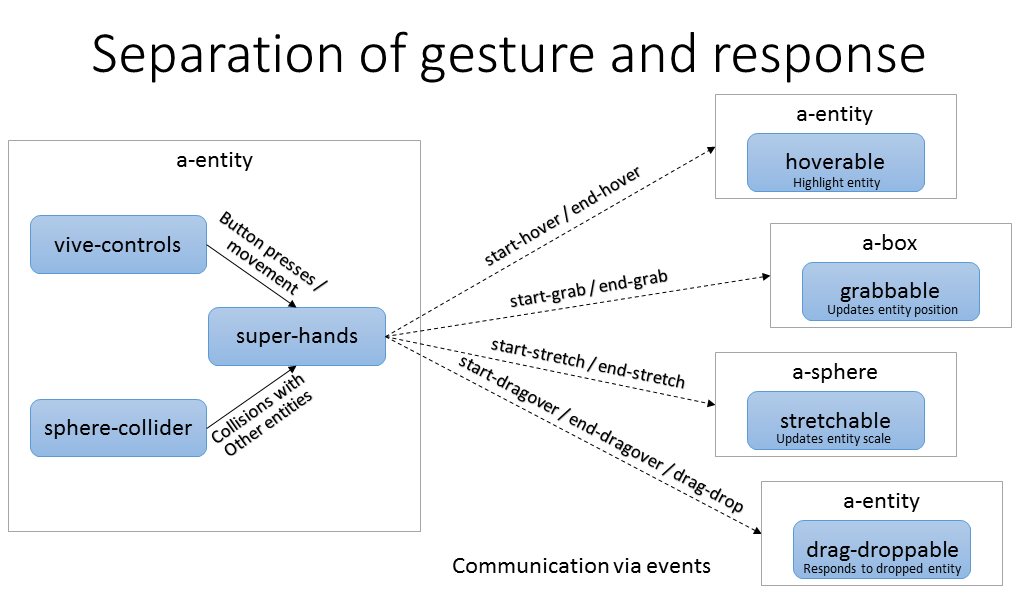 Separation of gesture and response
a-entity
vive-controls
Button presses /
movement
super-hands
sphere-collider
Collisions with
Other entities
start-hover / end-hover
start-grab / end-grab
start-stretch / end-stretch
start-dragover / end-dragover / drag-drop
a-entity
hoverable
Highlight entity
a-box
grabbable
Updates entity position
a-sphere
stretchable
Updates entity scale
a-entity
drag-droppable
Responds to dropped entity
Communication via events